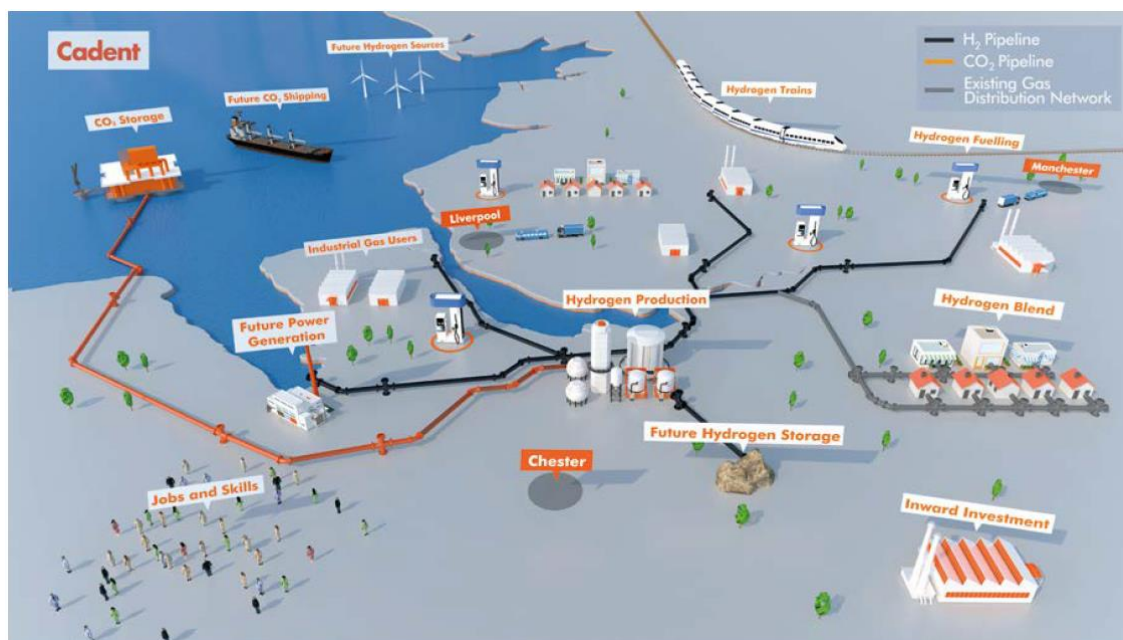 Cadent
Future Hydrogen Sources
H₂ Pipeline
CO₂ Pipeline
Existing Gas
Distribution Network
Future CO₂ Shipping
CO₂ Storage
Hydrogen Trains
Hydrogen Fuelling
Manchester
Liverpool
Industrial Gas Users
Hydrogen Production
Hydrogen Blend
Future Power
Generation
Future Hydrogen Storage
Chester
Jobs and Skills
Inward Investment